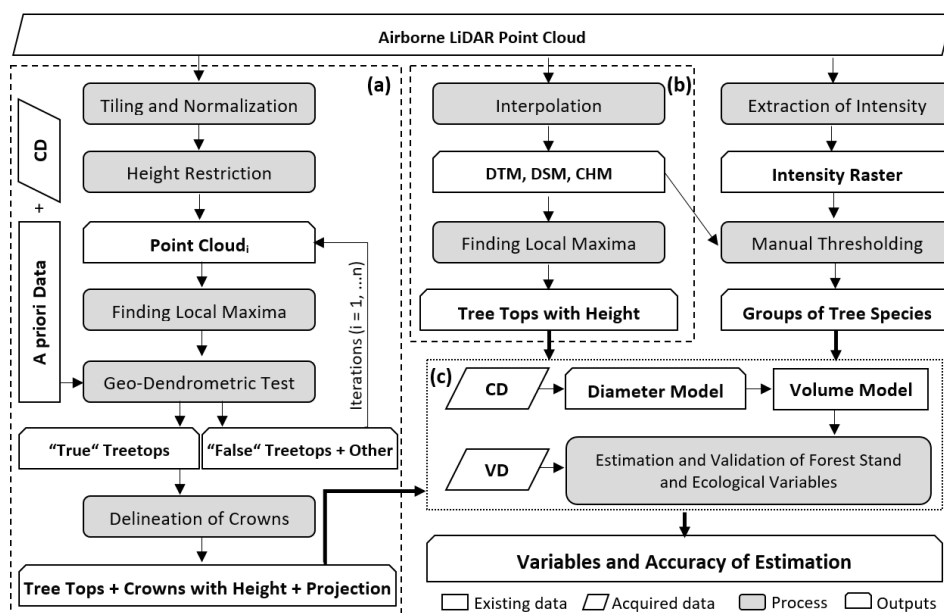 Airborne LiDAR Point Cloud
(a)
Tiling and Normalization
CD
+
A priori Data
Height Restriction
Point Cloudᵢ
Finding Local Maxima
Geo-Dendrometric Test
Iterations (i = 1, ...n)
“True“ Treetops
“False“ Treetops + Other
Delineation of Crowns
Tree Tops + Crowns with Height + Projection
(b)
Interpolation
DTM, DSM, CHM
Finding Local Maxima
Tree Tops with Height
Extraction of Intensity
Intensity Raster
Manual Thresholding
Groups of Tree Species
(c)
CD
Diameter Model
Volume Model
VD
Estimation and Validation of Forest Stand
and Ecological Variables
Variables and Accuracy of Estimation
Existing data
Acquired data
Process
Outputs